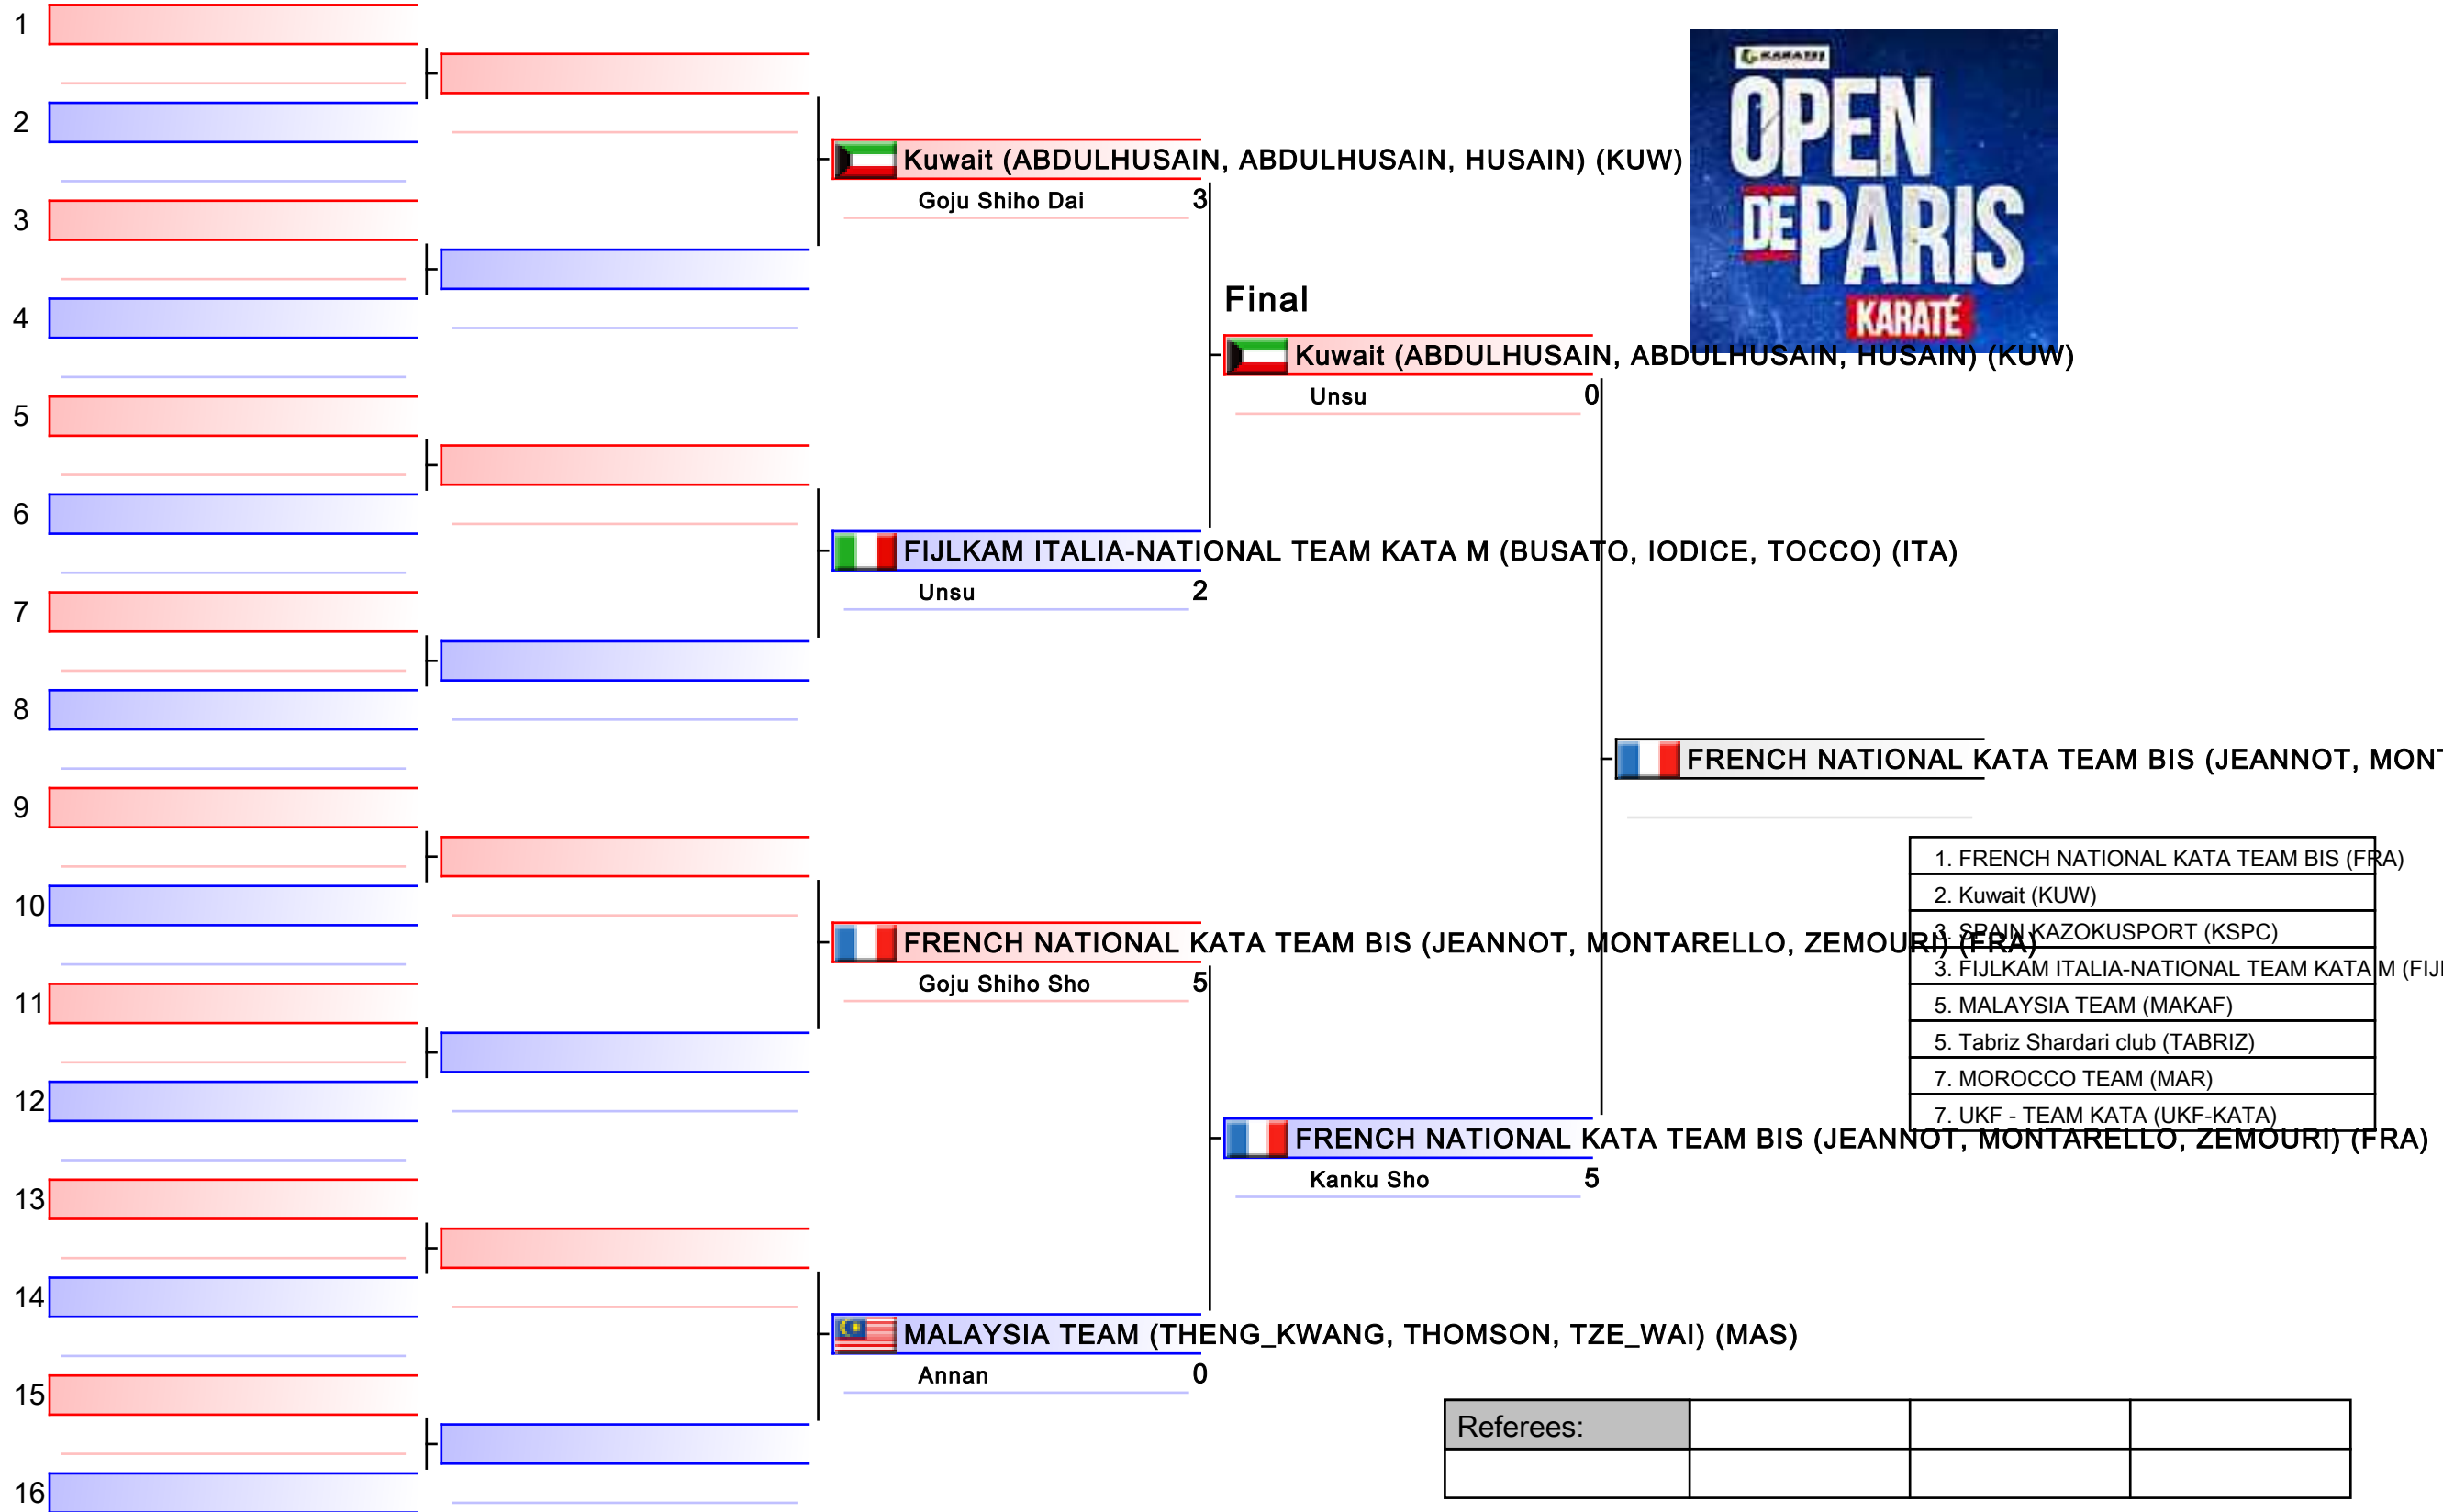 1
2
3
4
5
6
7
8
9
10
11
12
13
14
15
16
Kuwait (ABDULHUSAIN, ABDULHUSAIN, HUSAIN) (KUW)
Goju Shiho Dai 3
FIJLKAM ITALIA-NATIONAL TEAM KATA M (BUSATO, IODICE, TOCCO) (ITA)
Unsu 2
FRENCH NATIONAL KATA TEAM BIS (JEANNOT, MONTARELLO, ZEMOURI) (FRA)
Goju Shiho Sho 5
MALAYSIA TEAM (THENG_KWANG, THOMSON, TZE_WAI) (MAS)
Annan 0
Final
Kuwait (ABDULHUSAIN, ABDULHUSAIN, HUSAIN) (KUW)
Unsu 0
FRENCH NATIONAL KATA TEAM BIS (JEANNOT, MONTARELLO, ZEMOURI) (FRA)
Kanku Sho 5
OPEN
DE PARIS
KARATÉ
FRENCH NATIONAL KATA TEAM BIS (JEANNOT, MONT
1. FRENCH NATIONAL KATA TEAM BIS (FRA)
2. Kuwait (KUW)
3. SPAIN KAZOKUSPORT (KSPC)
3. FIJLKAM ITALIA-NATIONAL TEAM KATA M (FIJ
5. MALAYSIA TEAM (MAKAF)
5. Tabriz Shardari club (TABRIZ)
7. MOROCCO TEAM (MAR)
7. UKF - TEAM KATA (UKF-KATA)
Referees: